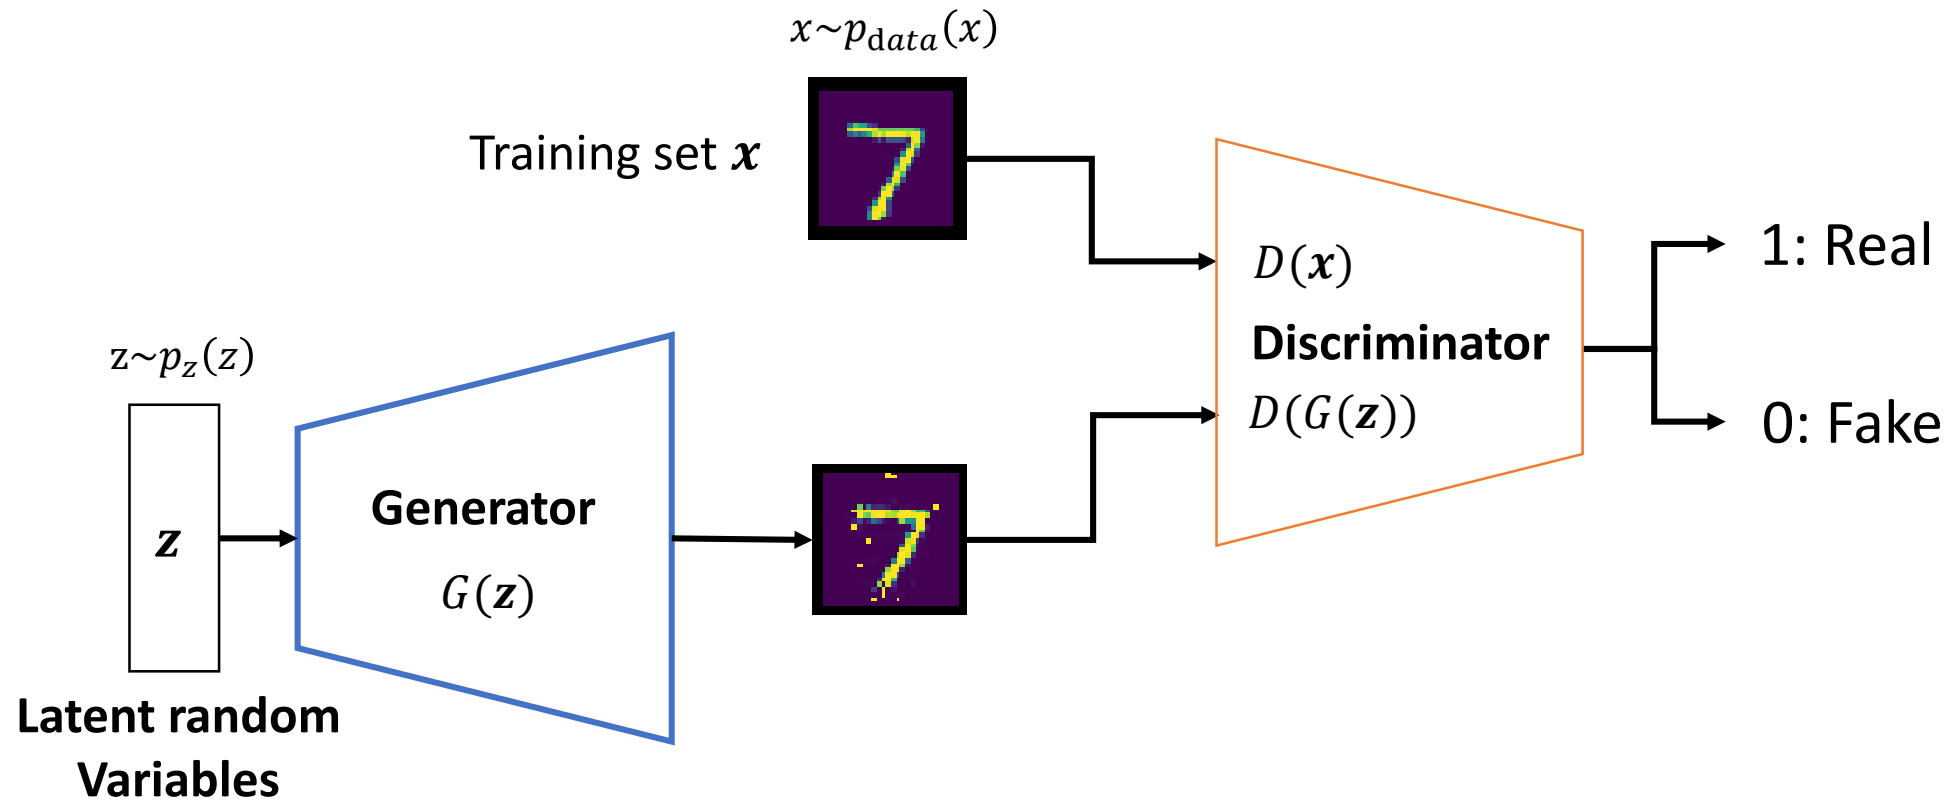 x~p_data(x)
Training set x
z~p_z(z)
z
Latent random
Variables
Generator
G(z)
D(x)
Discriminator
D(G(z))
1: Real
0: Fake